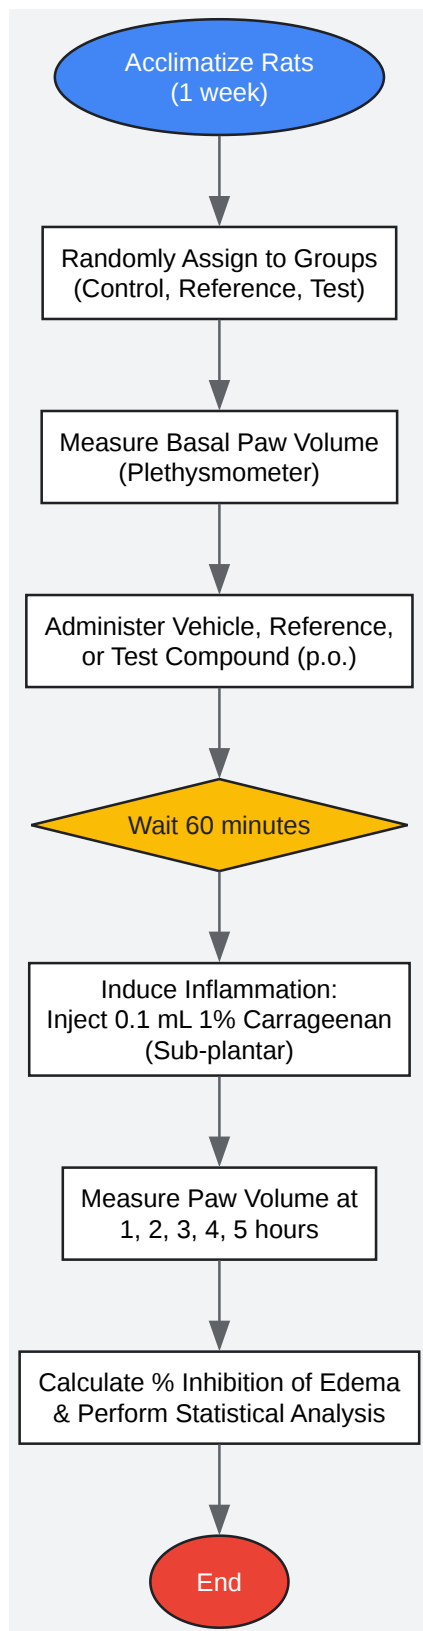 Acclimatize Rats
(1 week)
Randomly Assign to Groups
(Control, Reference, Test)
Measure Basal Paw Volume
(Plethysmometer)
Administer Vehicle, Reference,
or Test Compound (p.o.)
Wait 60 minutes
Induce Inflammation:
Inject 0.1 mL 1% Carrageenan
(Sub-plantar)
Measure Paw Volume at
1, 2, 3, 4, 5 hours
Calculate % Inhibition of Edema
& Perform Statistical Analysis
End